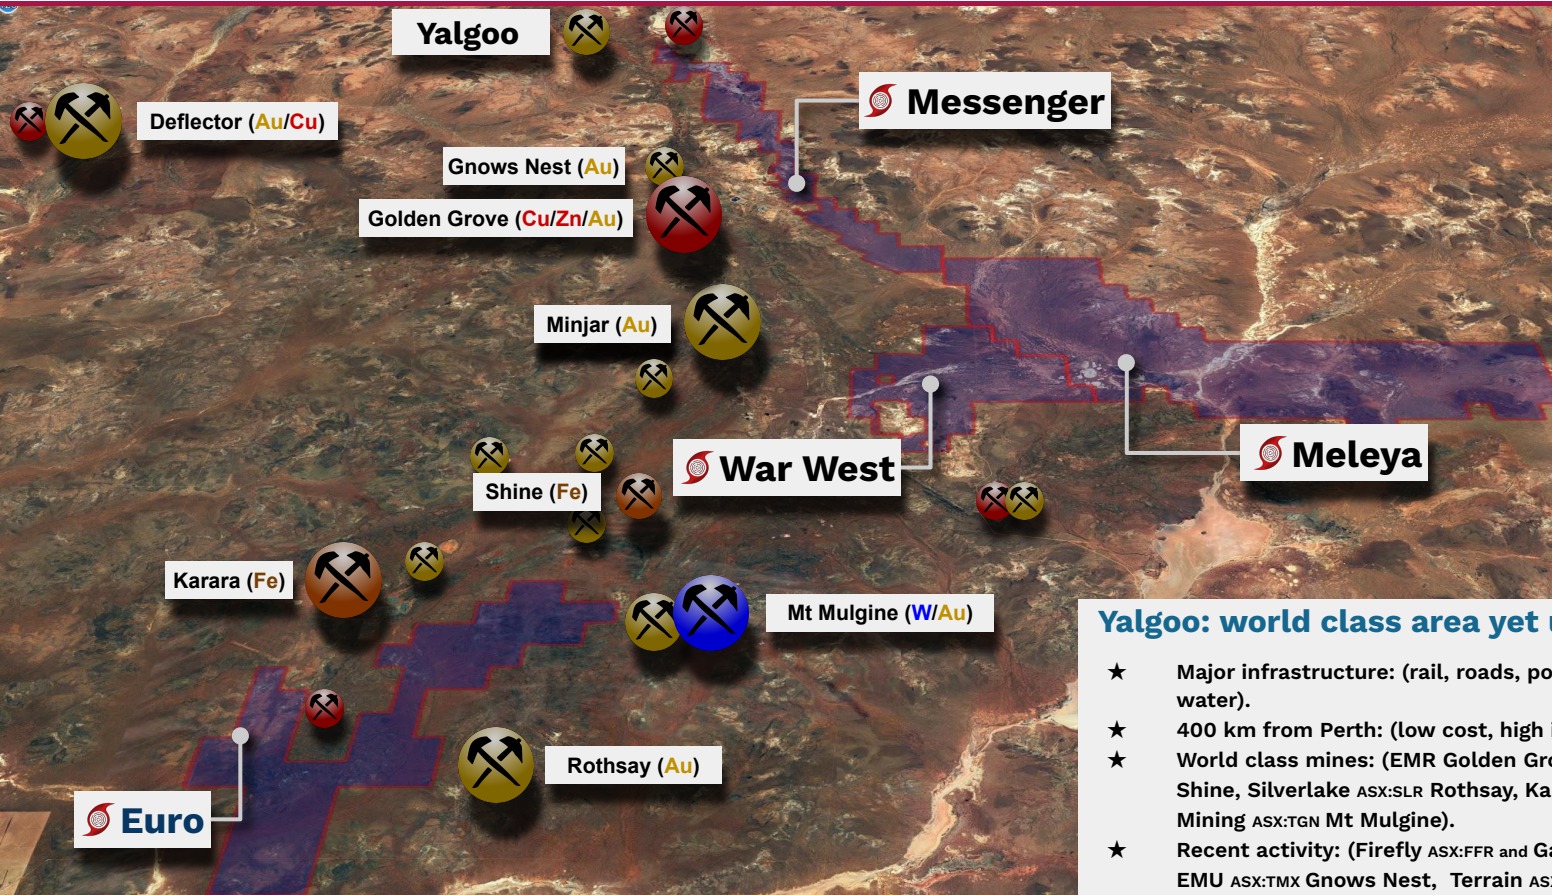 Yalgoo
Messenger
Deflector (Au/Cu)
Gnows Nest (Au)
Golden Grove (Cu/Zn/Au)
Minjar (Au)
War West
Meleya
Shine (Fe)
Karara (Fe)
Mt Mulgine (W/Au)
Rothsay (Au)
Euro
Yalgoo: world class area yet
★ Major infrastructure: (rail, roads,
water).
★ 400 km from Perth: (low cost, high
★ World class mines: (EMR Golden
Shine, Silverlake ASX:SLR Rothsay,
Mining ASX:TGN Mt Mulgine).
★ Recent activity: (Firefly ASX:FFR and
EMU ASX:TMX Gnows Nest, Terrain